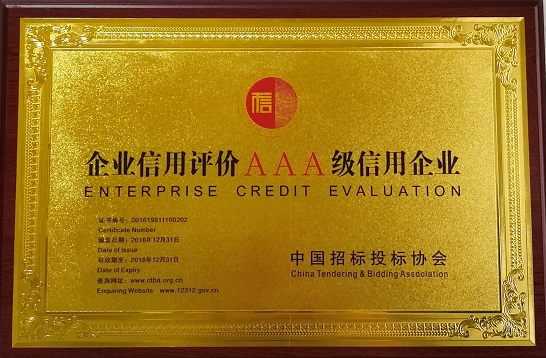 信
企业信用评价AAA级信用企业
ENTERPRISE CREDIT EVALUATION
证书编号：201619811100202
Certificate Number
颁发日期：2016年12月31日
Date of Issue
有效期至：2018年12月31日
Date of Expiry
查询网址：www.ctba.org.cn
Enquiring Website www.12312.gov.cn
中国招标投标协会
China Tendering & Bidding Association